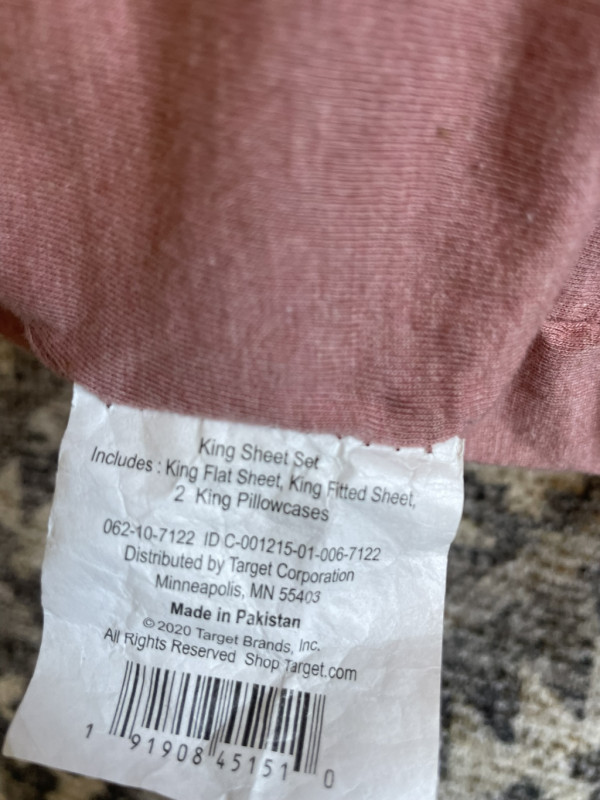 King Sheet Set
Includes : King Flat Sheet, King Fitted Sheet,
2 King Pillowcases
062-10-7122 ID C-001215-01-006-7122
Distributed by Target Corporation
Minneapolis, MN 55403
Made in Pakistan
©2020 Target Brands, Inc.
All Rights Reserved Shop Target.com
1 91908 45151 0